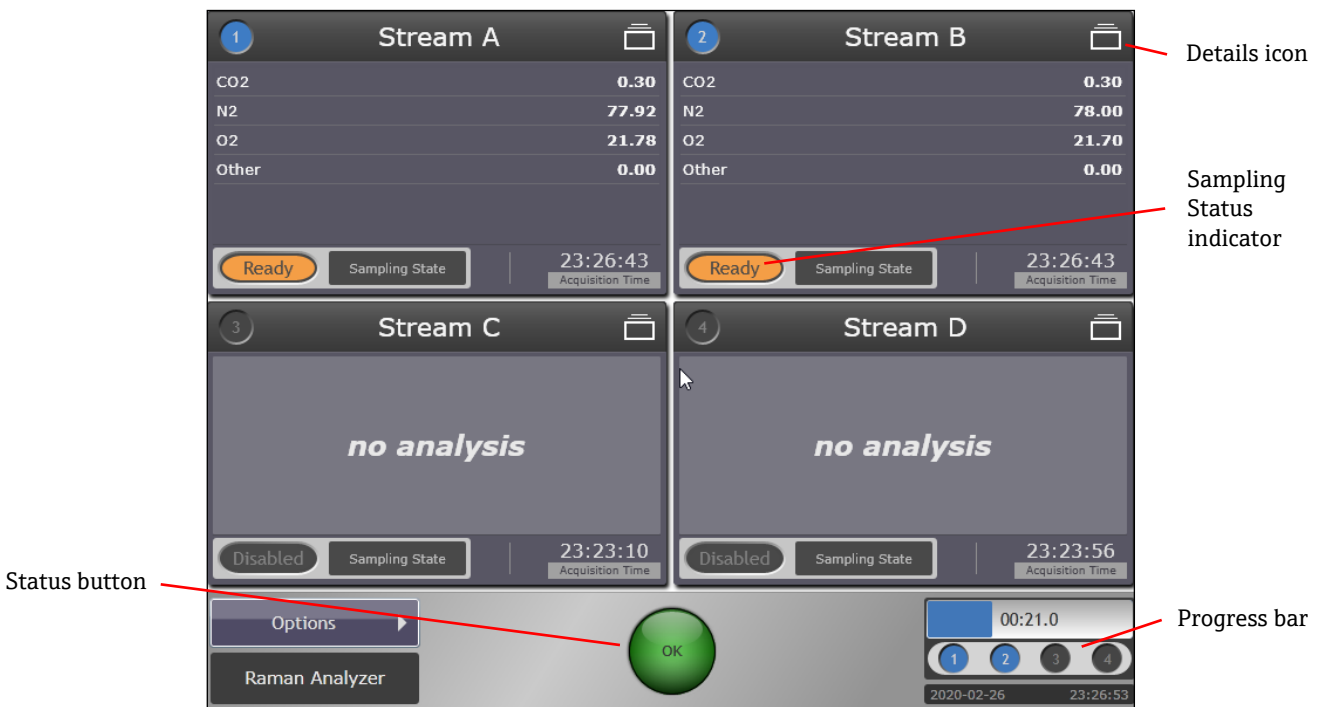 1 Stream A
CO2 0.30
N2 77.92
O2 21.78
Other 0.00
Ready Sampling State 23:26:43
Acquisition Time
2 Stream B
CO2 0.30
N2 78.00
O2 21.70
Other 0.00
Ready Sampling State 23:26:43
Acquisition Time
Details icon
Sampling
Status
indicator
3 Stream C
no analysis
Disabled Sampling State 23:23:10
Acquisition Time
4 Stream D
no analysis
Disabled Sampling State 23:23:56
Acquisition Time
Status button
Options
Raman Analyzer
OK
00:21.0
1 2 3 4
2020-02-26 23:26:53
Progress bar